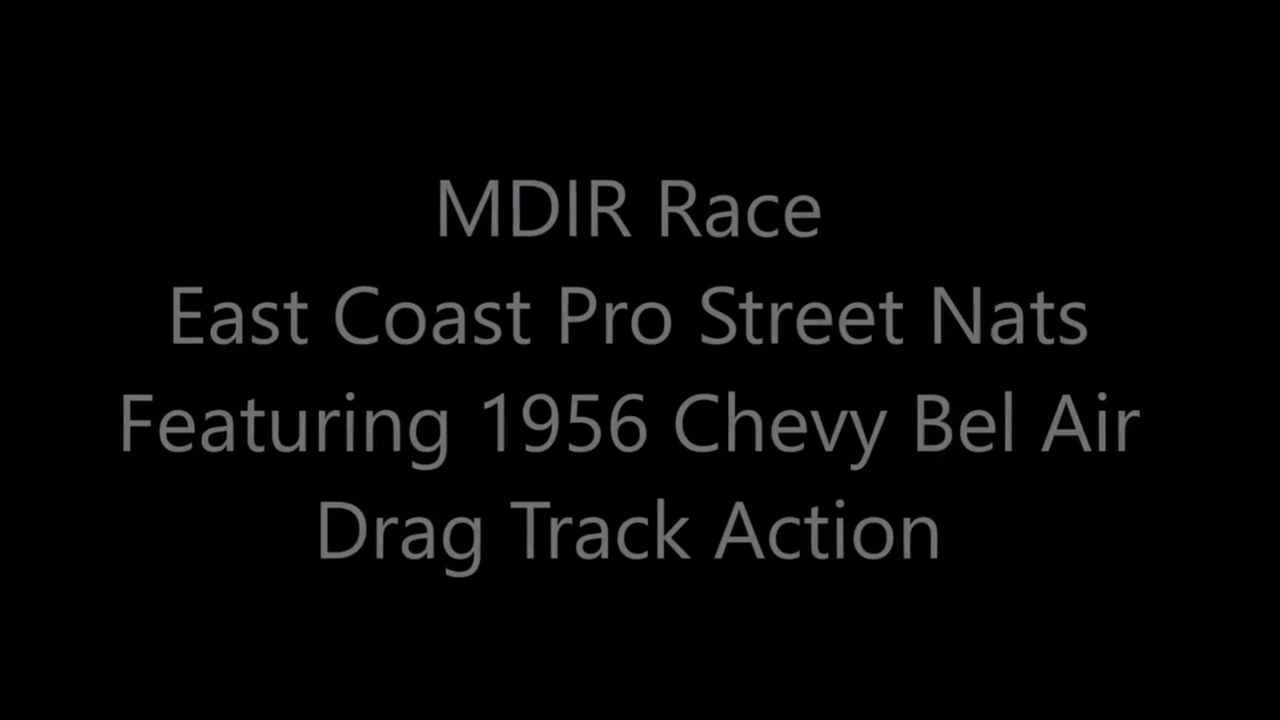 MDIR Race
East Coast Pro Street Nats
Featuring 1956 Chevy Bel Air
Drag Track Action